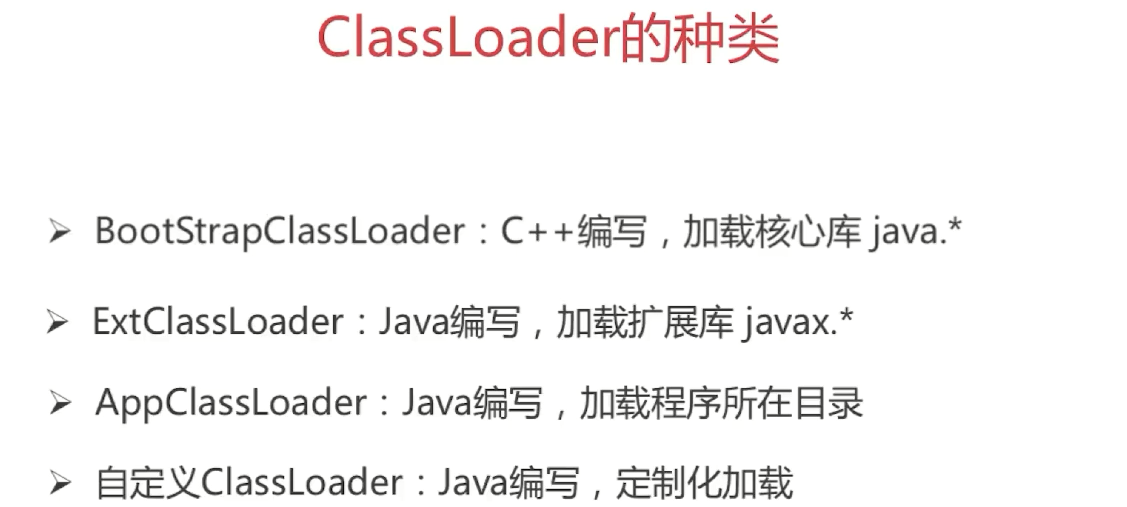 ClassLoader的种类
➢ BootStrapClassLoader：C++编写，加载核心库 java.*
➢ ExtClassLoader：Java编写，加载扩展库 javax.*
➢ AppClassLoader：Java编写，加载程序所在目录
➢ 自定义ClassLoader：Java编写，定制化加载